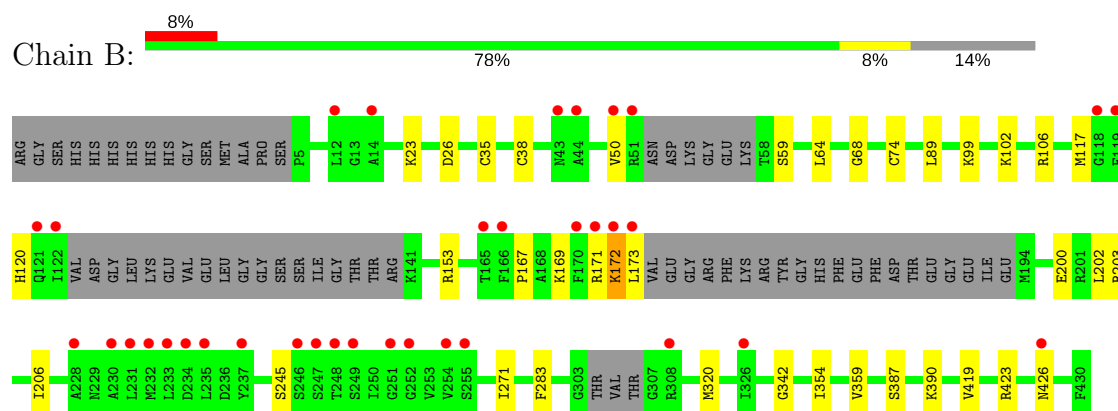 8%
Chain B:
78% 8% 14%
ARG GLY SER HIS HIS HIS HIS HIS HIS GLY SER MET ALA PRO SER P5 L12 G13 A14 K23 D26 C35 C38 N43 A44 V50 R51 ASN ASP LYS GLY GLU LYS T58 S59 L64 G68 C74 L89 K99 K102 R106 M117 G118 E119
H120 Q121 I122 VAL ASP GLY LEU LYS GLU VAL GLU LEU GLY GLY SER SER ILE GLY THR THR ARG K141 R153 T165 F166 P167 A168 K169 F170 R171 K172 L173 VAL GLU GLY ARG PHE LYS ARG TYR GLY HIS PHE GLU PHE ASP THR GLU GLY GLU ILE GLU M194 E200 R201 L202
I206 A228 N229 A230 L231 M232 L233 D234 L235 D236 Y237 S245 S246 S247 T248 S249 I250 G251 G252 V253 V254 S255 I271 F283 G303 THR VAL THR G307 R308 M320 I326 G342 I354 V359 S387 K390 V419 R423 N426 F430